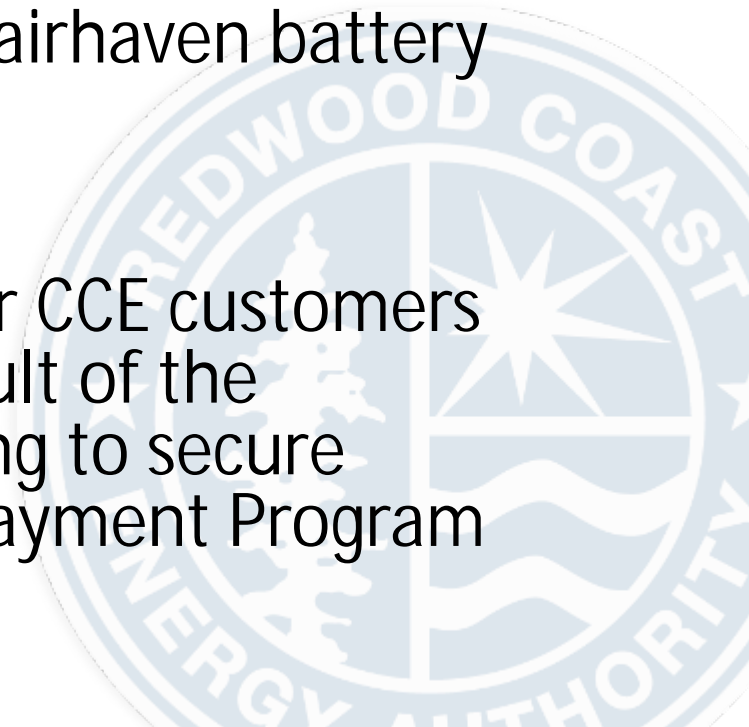 airhaven battery
r CCE customers
ult of the
ng to secure
ayment Program
REDWOOD COAST
ENERGY AUTHORITY